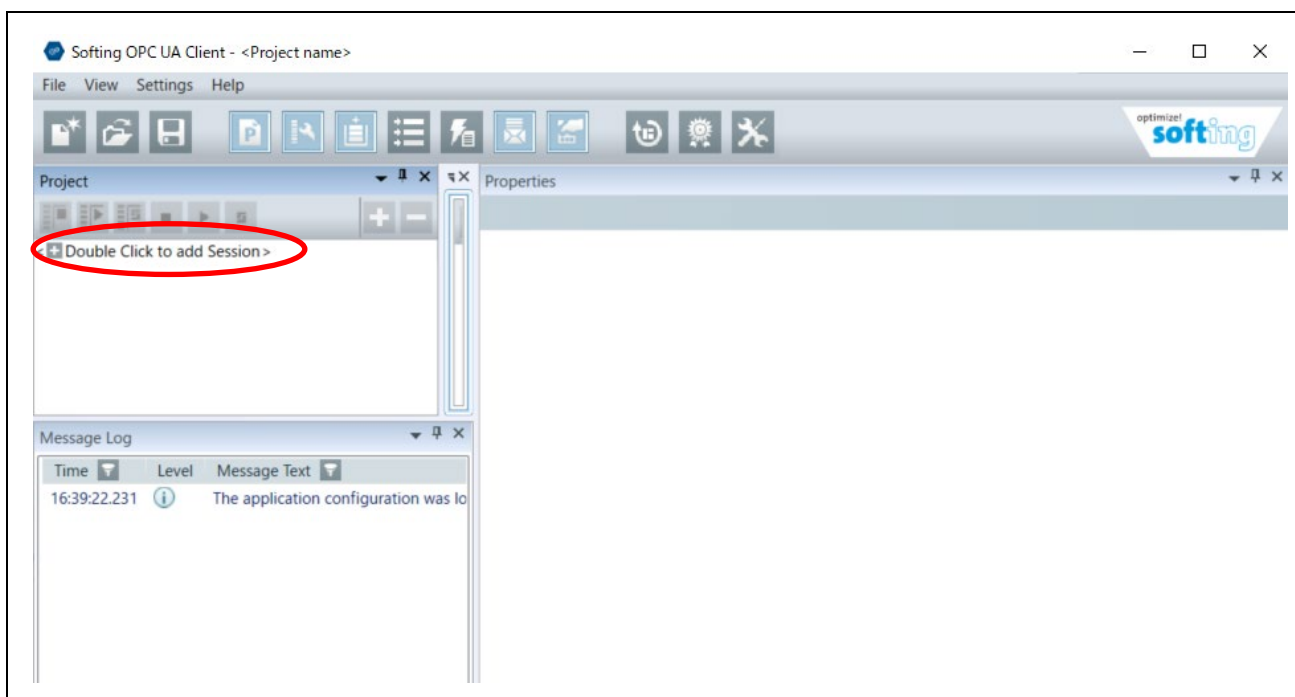 Softing OPC UA Client - <Project name>
File View Settings Help
optimize!
softing
Project
Properties
<Double Click to add Session>
Message Log
Time Level Message Text
16:39:22.231 The application configuration was lo